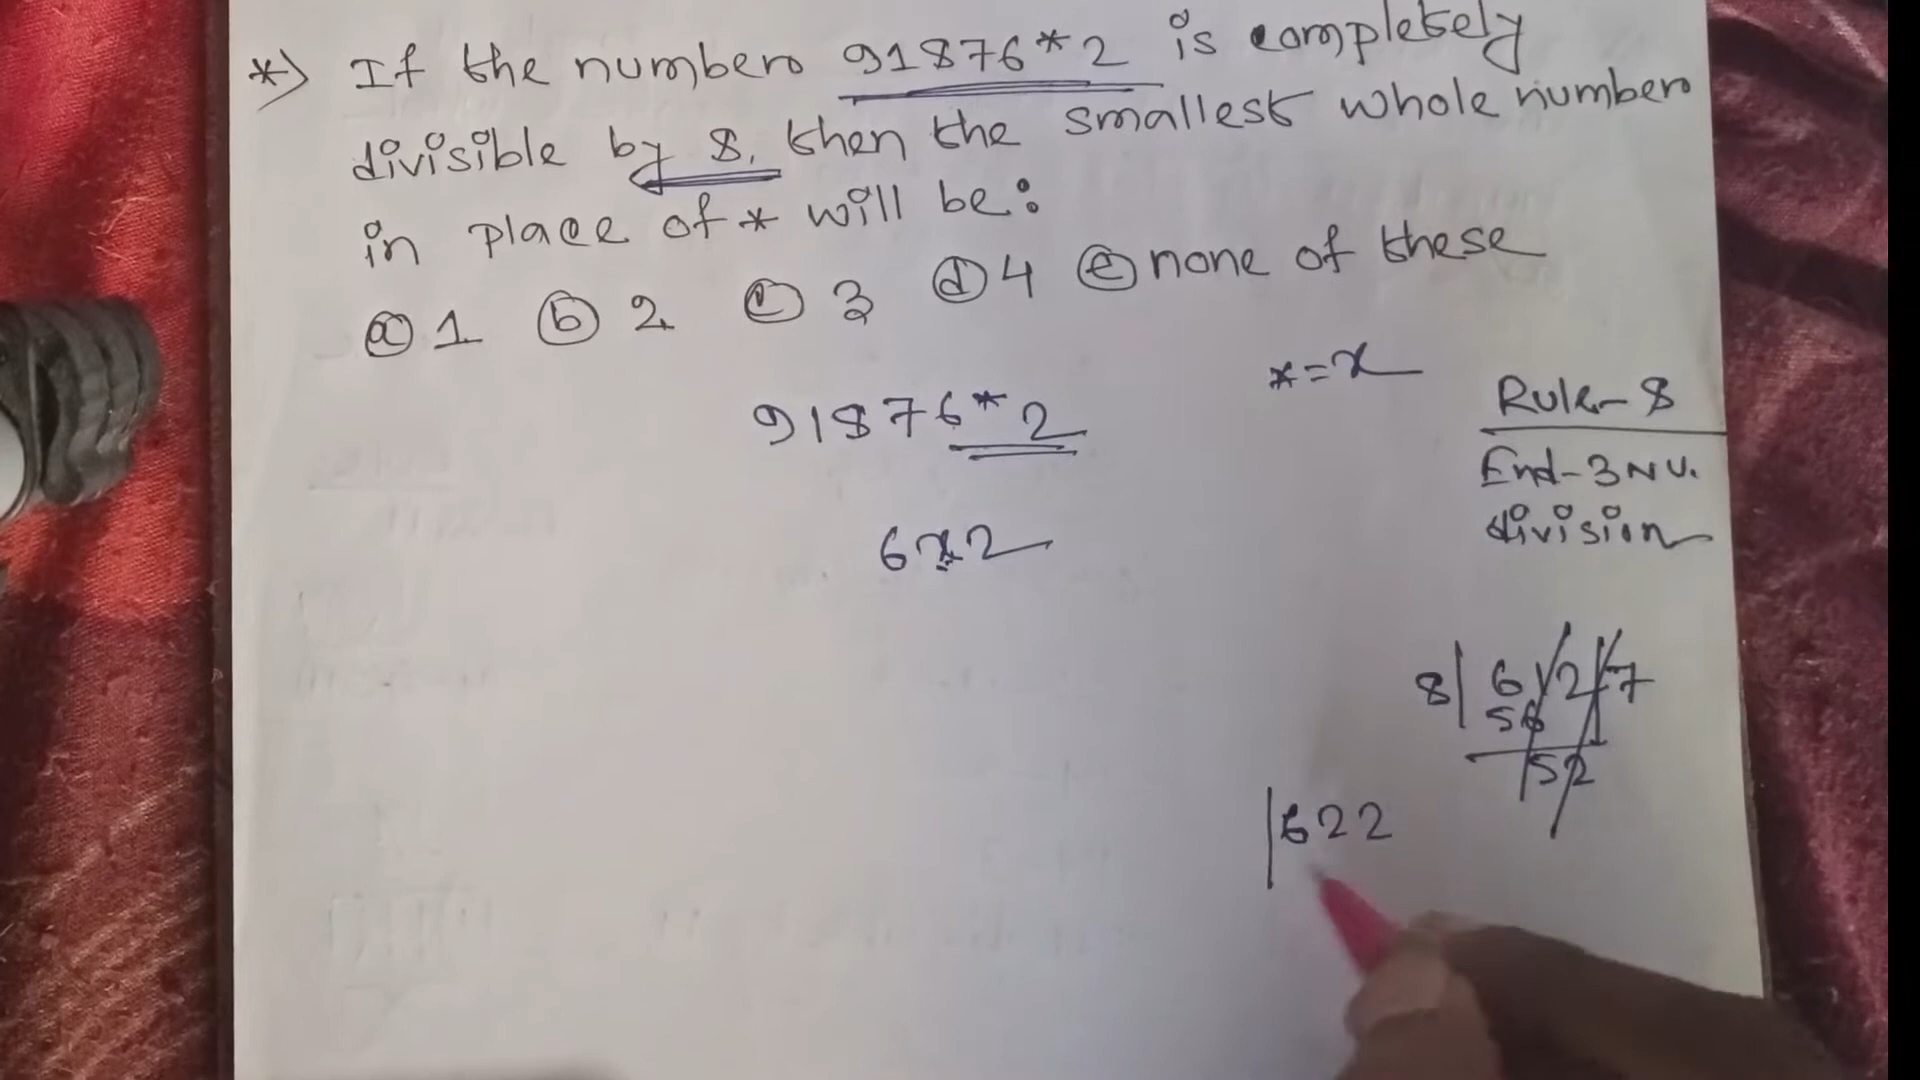 *) If the number 91876*2 is completely
divisible by 8, then the smallest whole number
in place of * will be:
(a) 1 (b) 2 (c) 3 (d) 4 (e) none of these
* = x
91876*2
Rule-8
End-3 NU.
division
6x2
8| 612 |7
56
52
|622